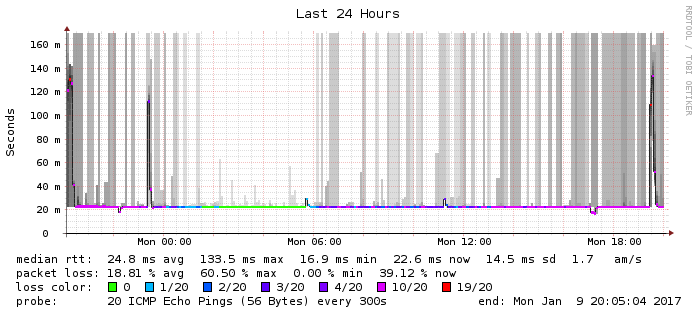 Last 24 Hours
RRDTOOL / TOBI OETIKER
Seconds
160 m
140 m
120 m
100 m
80 m
60 m
40 m
20 m
0
Mon 00:00 Mon 06:00 Mon 12:00 Mon 18:00
median rtt: 24.8 ms avg 133.5 ms max 16.9 ms min 22.6 ms now 14.5 ms sd 1.7 am/s
packet loss: 18.81 % avg 60.50 % max 0.00 % min 39.12 % now
loss color: 0 1/20 2/20 3/20 4/20 10/20 19/20
probe: 20 ICMP Echo Pings (56 Bytes) every 300s end: Mon Jan 9 20:05:04 2017